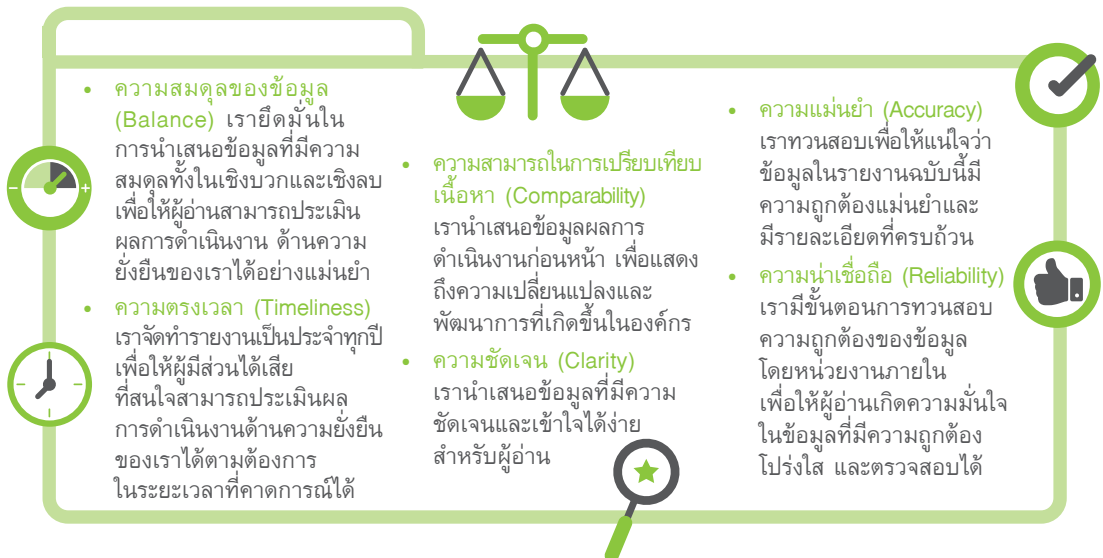 • ความสมดุลของข้อมูล
(Balance) เรายึดมั่นใน
การนำเสนอข้อมูลที่มีความ
สมดุลทั้งในเชิงบวกและเชิงลบ
เพื่อให้ผู้อ่านสามารถประเมิน
ผลการดำเนินงาน ด้านความ
ยั่งยืนของเราได้อย่างแม่นยำ
• ความตรงเวลา (Timeliness)
เราจัดทำรายงานเป็นประจำทุกปี
เพื่อให้ผู้มีส่วนได้เสีย
ที่สนใจสามารถประเมินผล
การดำเนินงานด้านความยั่งยืน
ของเราได้ตามต้องการ
ในระยะเวลาที่คาดการณ์ได้
• ความสามารถในการเปรียบเทียบ
เนื้อหา (Comparability)
เรานำเสนอข้อมูลผลการ
ดำเนินงานก่อนหน้า เพื่อแสดง
ถึงความเปลี่ยนแปลงและ
พัฒนาการที่เกิดขึ้นในองค์กร
• ความชัดเจน (Clarity)
เรานำเสนอข้อมูลที่มีความ
ชัดเจนและเข้าใจได้ง่าย
สำหรับผู้อ่าน
• ความแม่นยำ (Accuracy)
เราทวนสอบเพื่อให้แน่ใจว่า
ข้อมูลในรายงานฉบับนี้มี
ความถูกต้องแม่นยำและ
มีรายละเอียดที่ครบถ้วน
• ความน่าเชื่อถือ (Reliability)
เรามีขั้นตอนการทวนสอบ
ความถูกต้องของข้อมูล
โดยหน่วยงานภายใน
เพื่อให้ผู้อ่านเกิดความมั่นใจ
ในข้อมูลที่มีความถูกต้อง
โปร่งใส และตรวจสอบได้